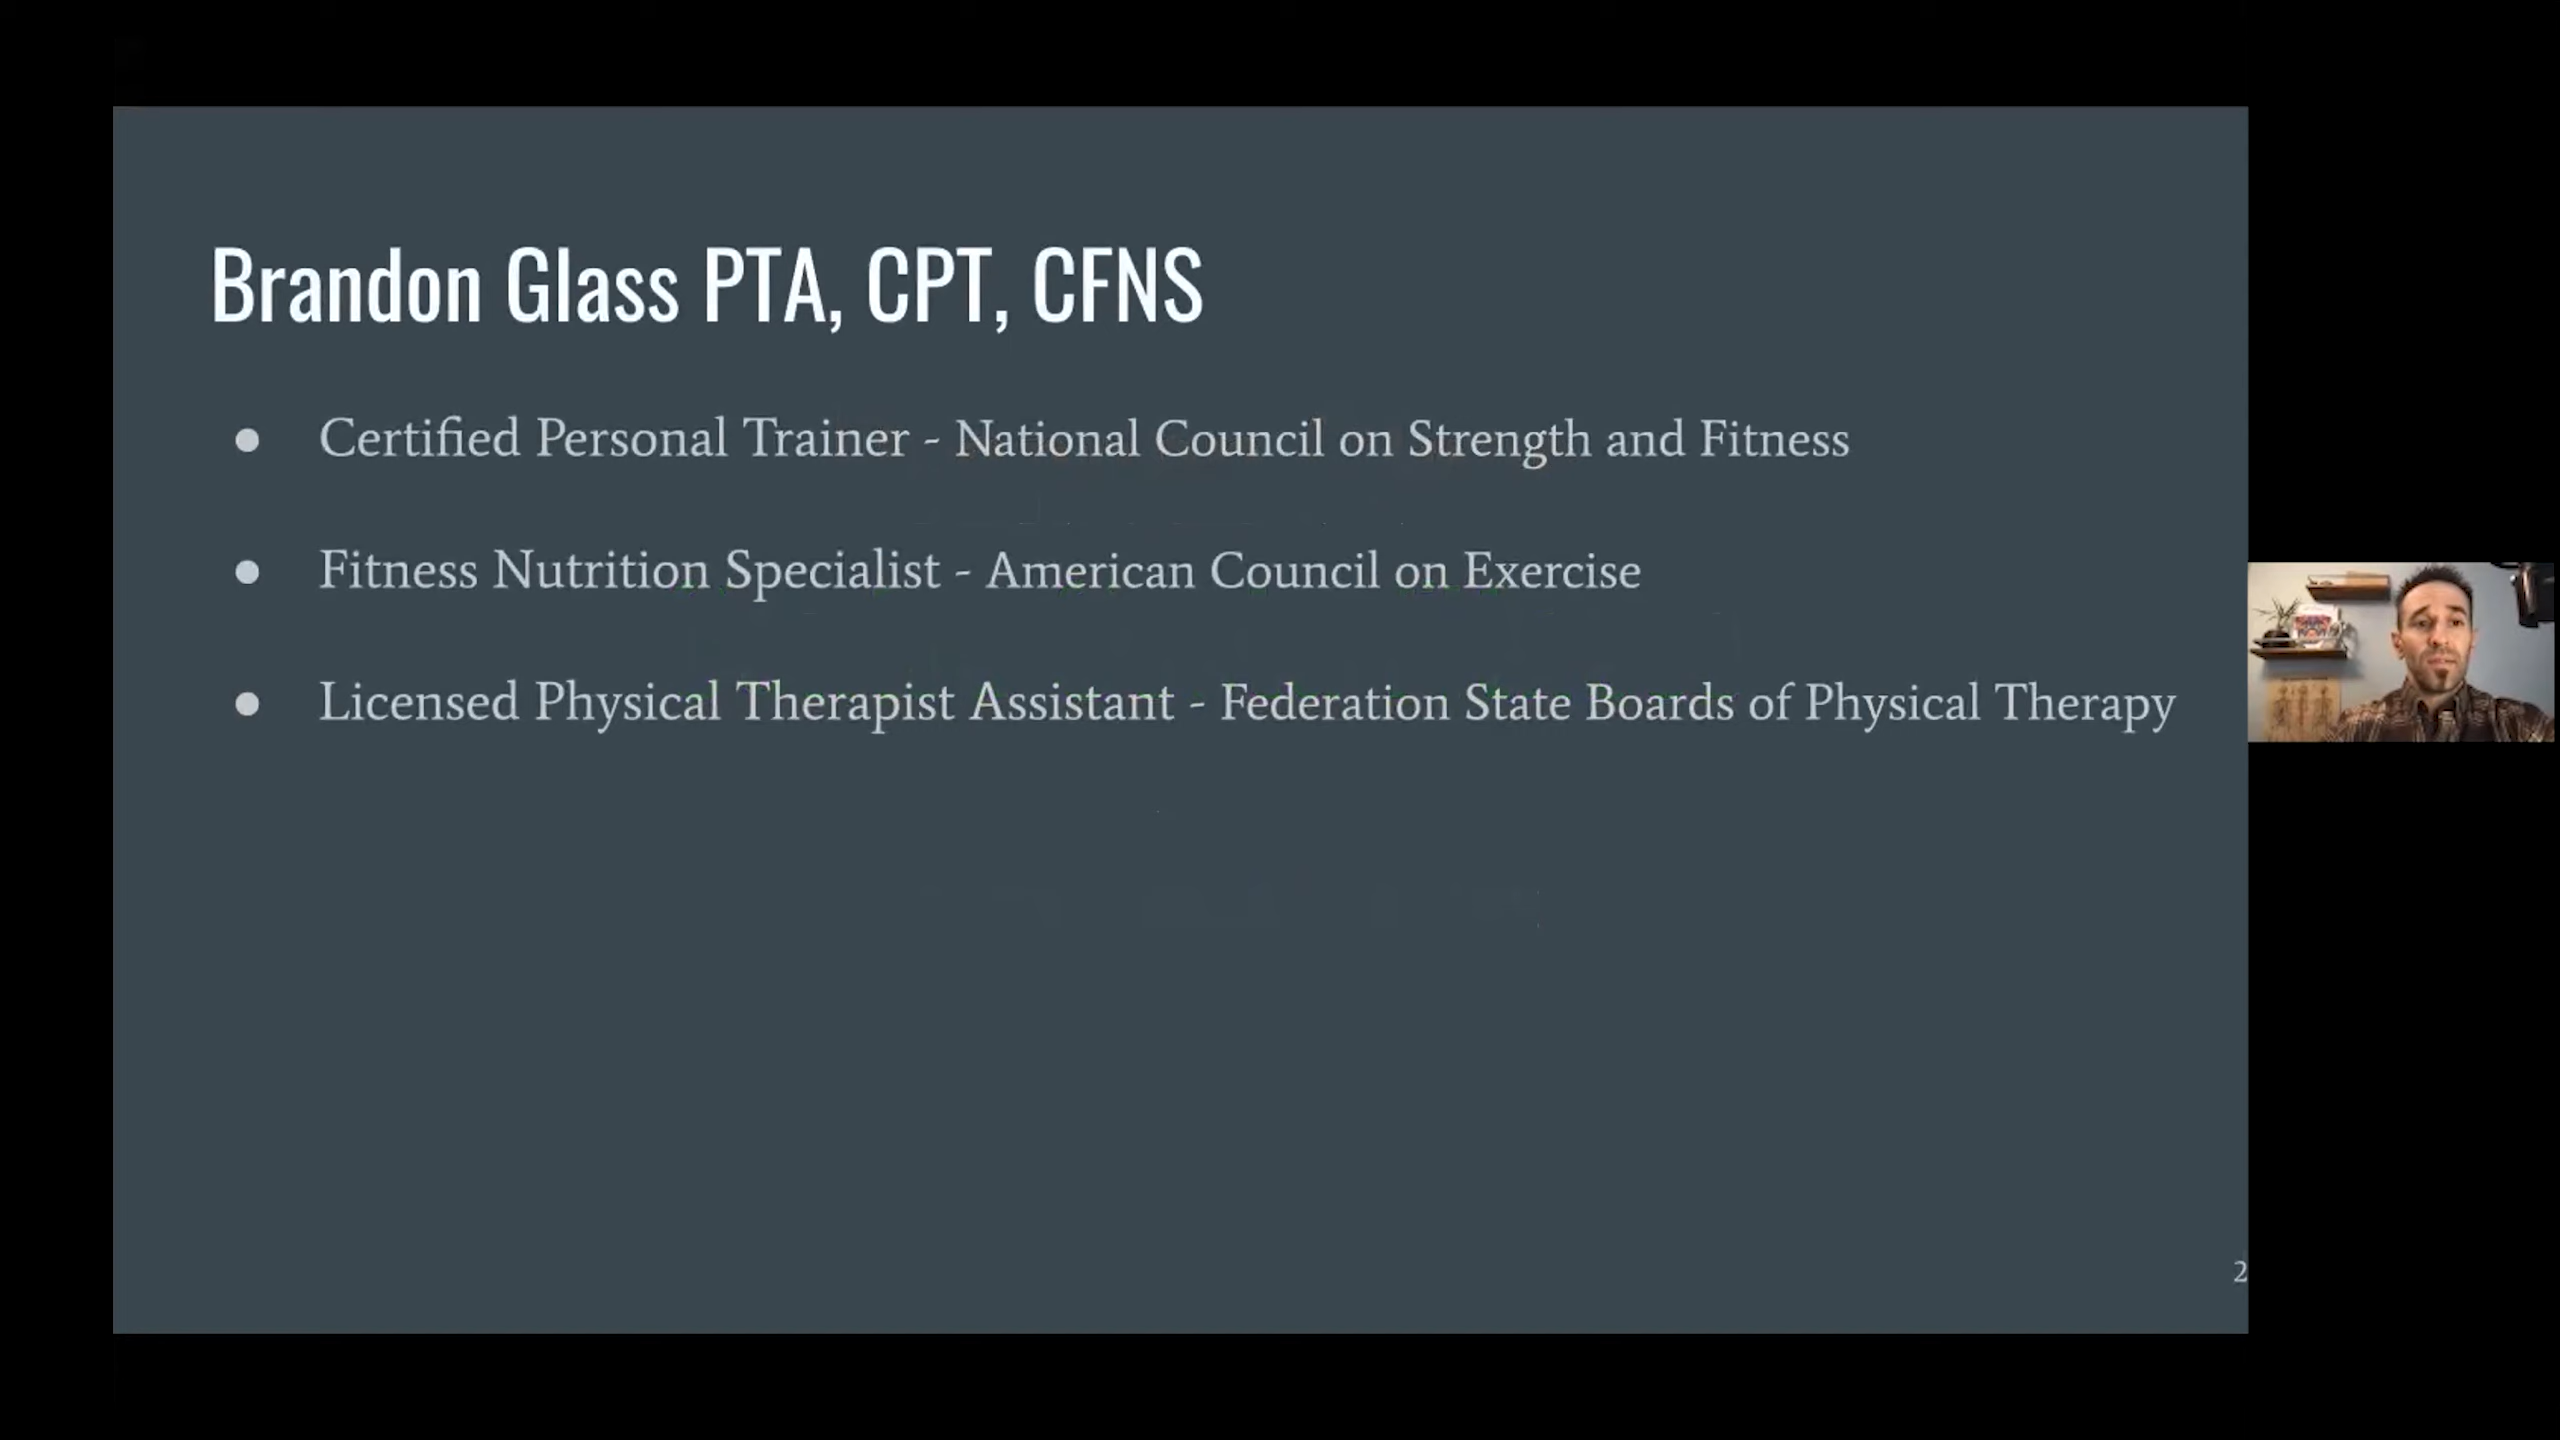 Brandon Glass PTA, CPT, CFNS
● Certified Personal Trainer - National Council on Strength and Fitness
● Fitness Nutrition Specialist - American Council on Exercise
● Licensed Physical Therapist Assistant - Federation State Boards of Physical Therapy
2